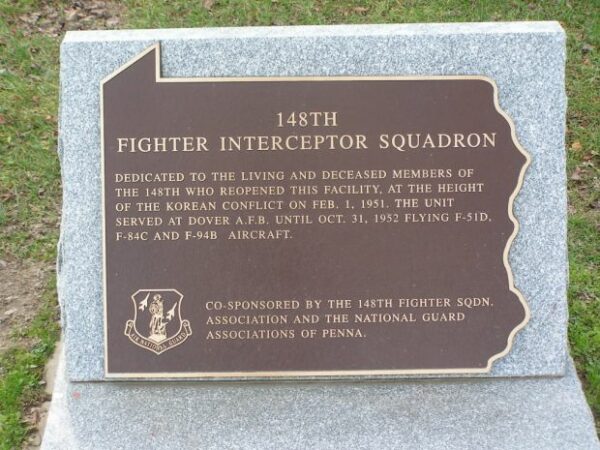 148TH
FIGHTER INTERCEPTOR SQUADRON
DEDICATED TO THE LIVING AND DECEASED MEMBERS OF
THE 148TH WHO REOPENED THIS FACILITY, AT THE HEIGHT
OF THE KOREAN CONFLICT ON FEB. 1, 1951. THE UNIT
SERVED AT DOVER A.F.B. UNTIL OCT. 31, 1952 FLYING F-51D,
F-84C AND F-94B AIRCRAFT.
CO-SPONSORED BY THE 148TH FIGHTER SQDN.
ASSOCIATION AND THE NATIONAL GUARD
ASSOCIATIONS OF PENNA.
AIR NATIONAL GUARD